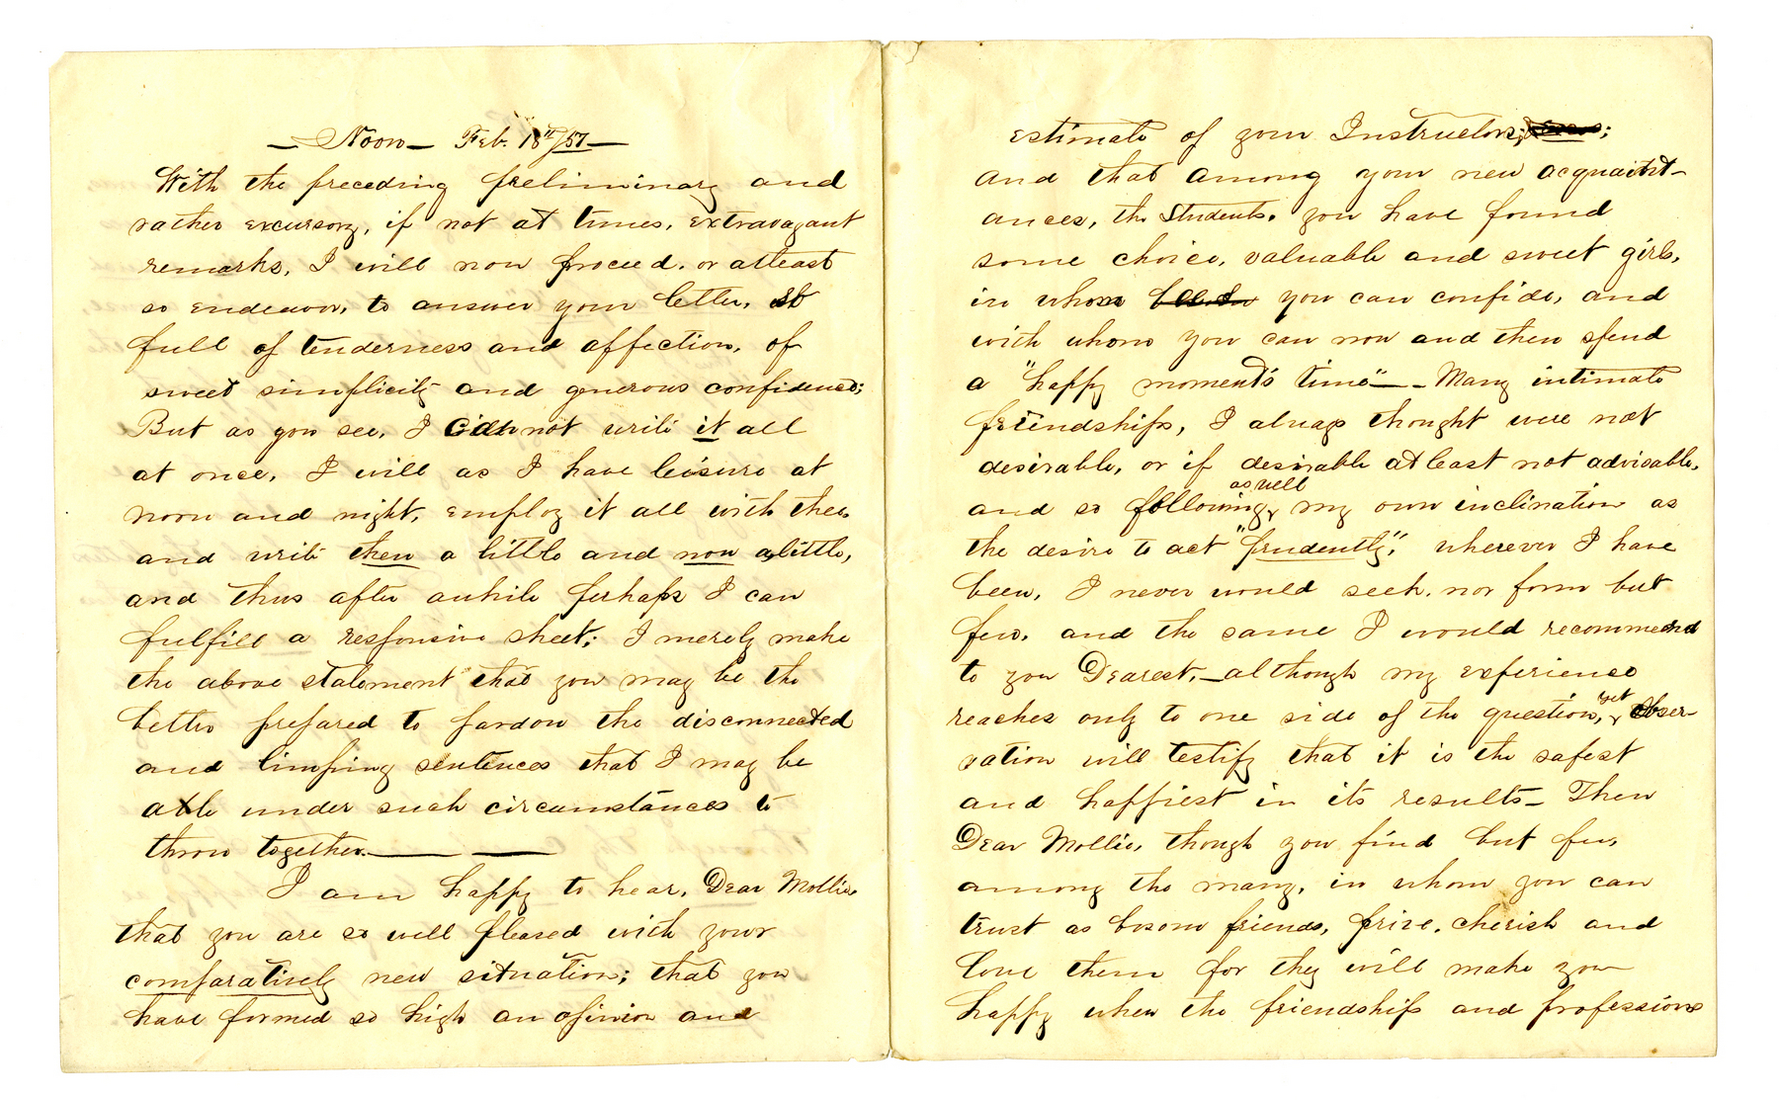 — Noon — Feb. 18th/57 —
With the preceding preliminary and
rather excursory, if not at times, extravagant
remarks, I will now proceed, or atleast
so endeavor, to answer your letter, so
full of tenderness and affection, of
sweet simplicity and generous confidence;
But as you see, I can not write it all
at once, I will as I have leisure at
noon and night, employ it all with thee
and write then a little and now a little,
and thus after awhile perhaps I can
fulfill a responsive sheet; I merely make
the above statement that you may be the
better prepared to pardon the disconnected
and limping sentences that I may be
able under such circumstances to
throw together. — —
I am happy to hear, Dear Mollie,
that you are so well pleased with your
comparatively new situation; that you
have formed so high an opinion and
estimate of your Instructors;
and that among your new acquaint-
ances, the students, you have found
some choice, valuable and sweet girls,
in whom you can confide, and
with whom you can now and then spend
a "happy moment's time" — Many intimate
friendships, I always thought were not
desirable, or if desirable atleast not advisable,
and so following, as well my own inclination as
the desire to act "prudently", wherever I have
been, I never would seek, nor form but
few, and the same I would recommend
to you Dearest, — although my experience
reaches only to one side of the question, yet obser-
vation will testify that it is the safest
and happiest in its results — Then
Dear Mollie, though you find but few,
among the many, in whom you can
trust as bosom friends, prize, cherish and
love them for they will make you
happy when the friendships and professions